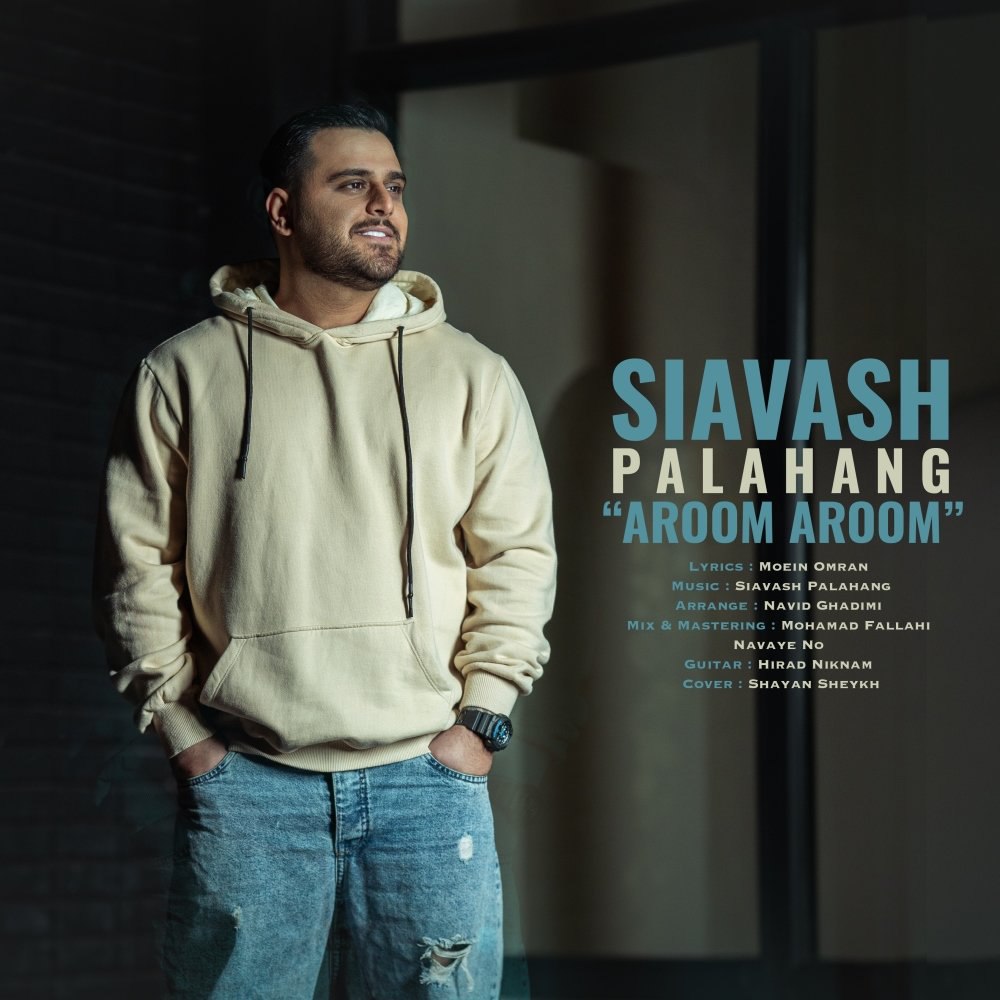 SIAVASH
PALAHANG
“AROOM AROOM”
LYRICS : MOEIN OMRAN
MUSIC : SIAVASH PALAHANG
ARRANGE : NAVID GHADIMI
MIX & MASTERING : MOHAMAD FALLAHI
NAVAYE NO
GUITAR : HIRAD NIKNAM
COVER : SHAYAN SHEYKH